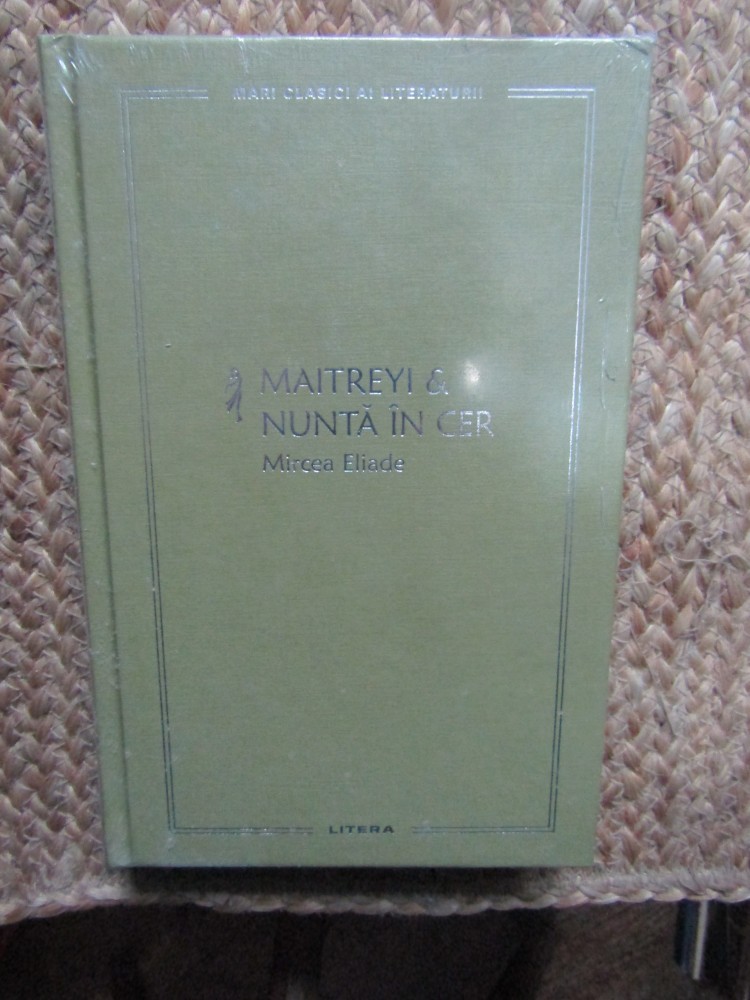 MARI CLASICI AI LITERATURII
MAITREYI &
NUNTĂ ÎN CER
Mircea Eliade
LITERA